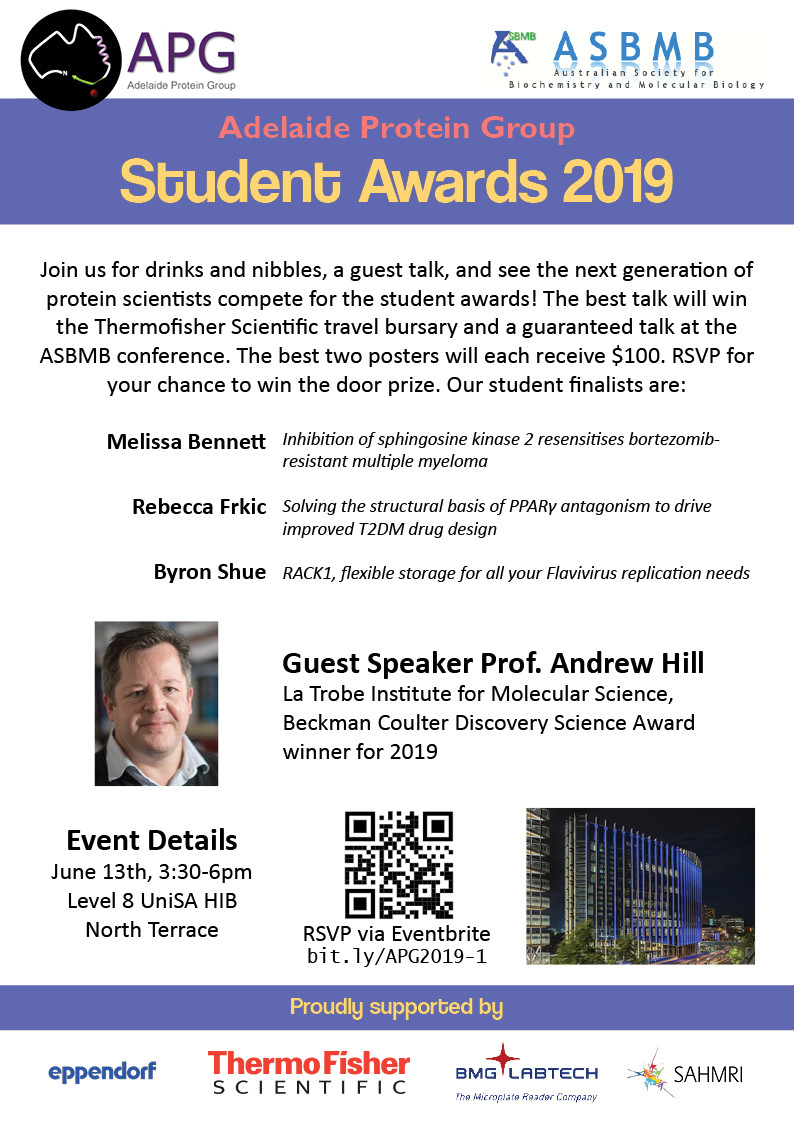 APG
Adelaide Protein Group
N
SBMB
ASBMB
Australian Society for
Biochemistry and Molecular Biology
Adelaide Protein Group
Student Awards 2019
Join us for drinks and nibbles, a guest talk, and see the next generation of
protein scientists compete for the student awards! The best talk will win
the Thermofisher Scientific travel bursary and a guaranteed talk at the
ASBMB conference. The best two posters will each receive $100. RSVP for
your chance to win the door prize. Our student finalists are:
Melissa Bennett Inhibition of sphingosine kinase 2 resensitises bortezomib-
resistant multiple myeloma
Rebecca Frkic Solving the structural basis of PPARγ antagonism to drive
improved T2DM drug design
Byron Shue RACK1, flexible storage for all your Flavivirus replication needs
Guest Speaker Prof. Andrew Hill
La Trobe Institute for Molecular Science,
Beckman Coulter Discovery Science Award
winner for 2019
Event Details
June 13th, 3:30-6pm
Level 8 UniSA HIB
North Terrace
RSVP via Eventbrite
bit.ly/APG2019-1
Proudly supported by
eppendorf
ThermoFisher
SCIENTIFIC
BMG LABTECH
The Microplate Reader Company
SAHMRI